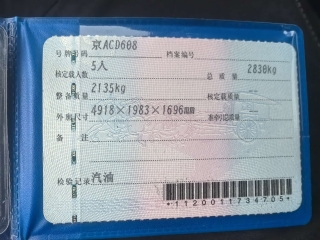 京ACD608
号牌号码 档案编号
5人 2830kg
核定载人数 总质量
2135kg --
整备质量 核定载质量
4918×1983×1696mm --
外廓尺寸 准牵引总质量
备注
汽油
检验记录
*1120011734705*